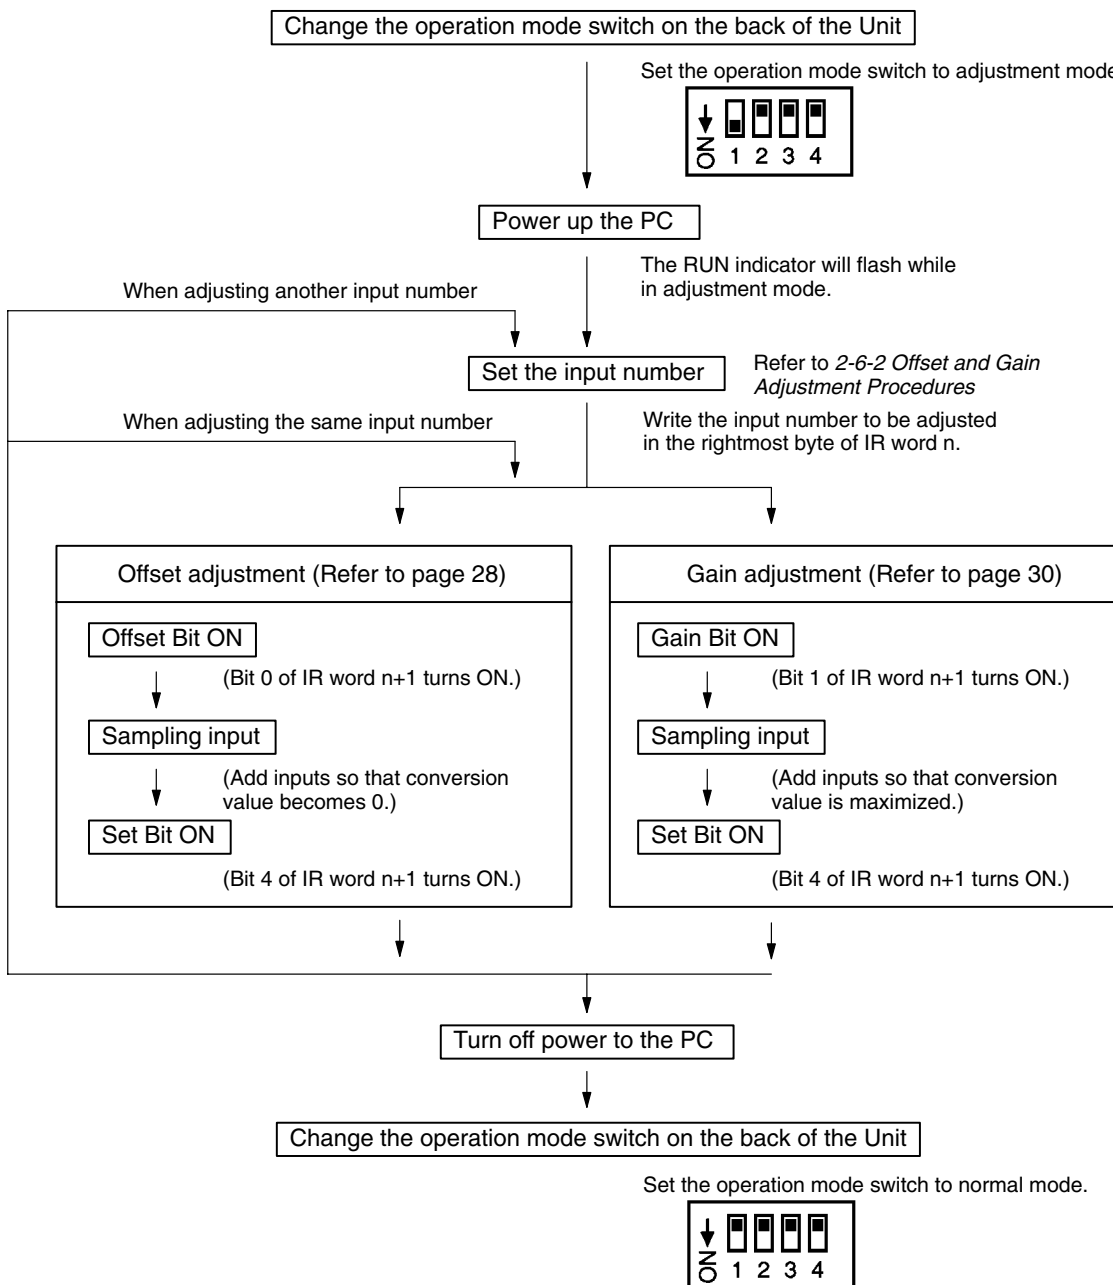 Change the operation mode switch on the back of the Unit
Set the operation mode switch to adjustment mode
ON
1 2 3 4
Power up the PC
The RUN indicator will flash while
in adjustment mode.
When adjusting another input number
Set the input number
Refer to 2-6-2 Offset and Gain
Adjustment Procedures
When adjusting the same input number
Write the input number to be adjusted
in the rightmost byte of IR word n.
Offset adjustment (Refer to page 28)
Offset Bit ON
(Bit 0 of IR word n+1 turns ON.)
Sampling input
(Add inputs so that conversion
value becomes 0.)
Set Bit ON
(Bit 4 of IR word n+1 turns ON.)
Gain adjustment (Refer to page 30)
Gain Bit ON
(Bit 1 of IR word n+1 turns ON.)
Sampling input
(Add inputs so that conversion
value is maximized.)
Set Bit ON
(Bit 4 of IR word n+1 turns ON.)
Turn off power to the PC
Change the operation mode switch on the back of the Unit
Set the operation mode switch to normal mode.
ON
1 2 3 4